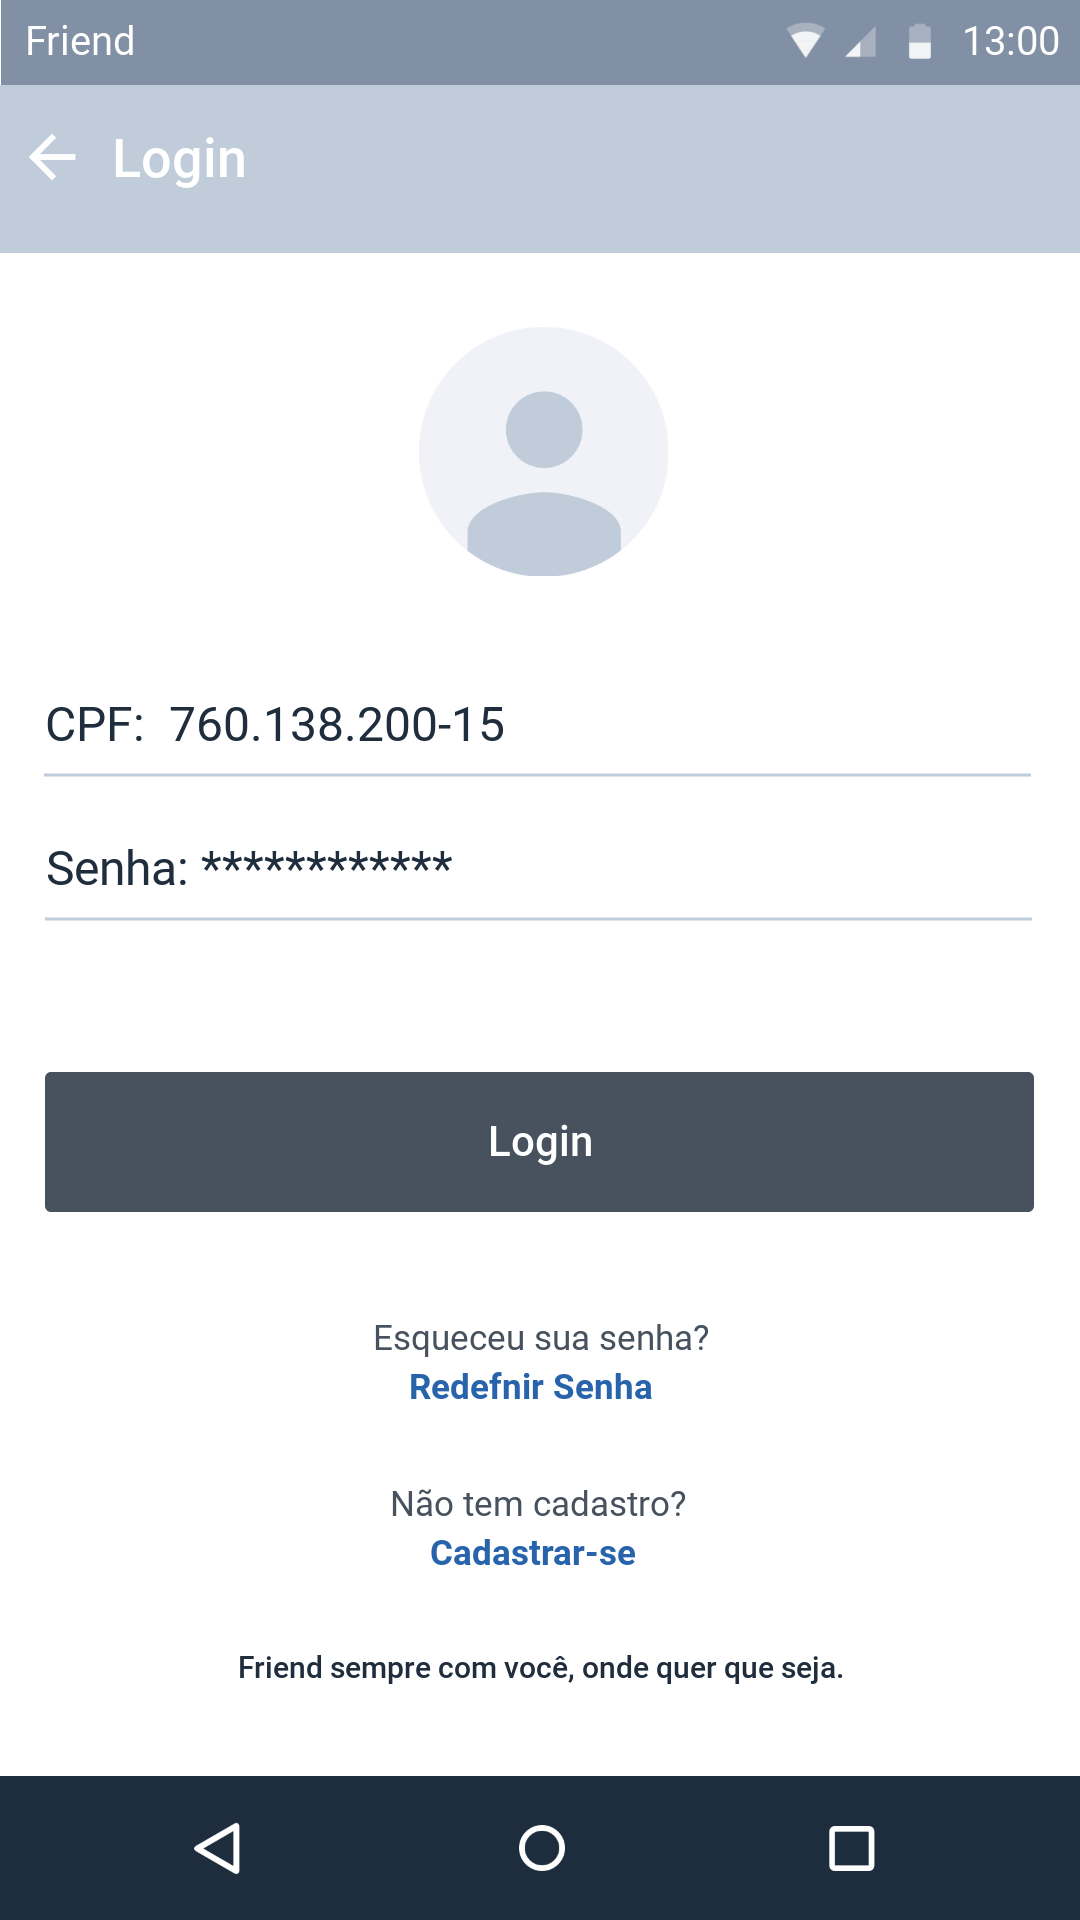 Friend 13:00
Login
CPF: 760.138.200-15
Senha: ************
Login
Esqueceu sua senha?
Redefnir Senha
Não tem cadastro?
Cadastrar-se
Friend sempre com você, onde quer que seja.